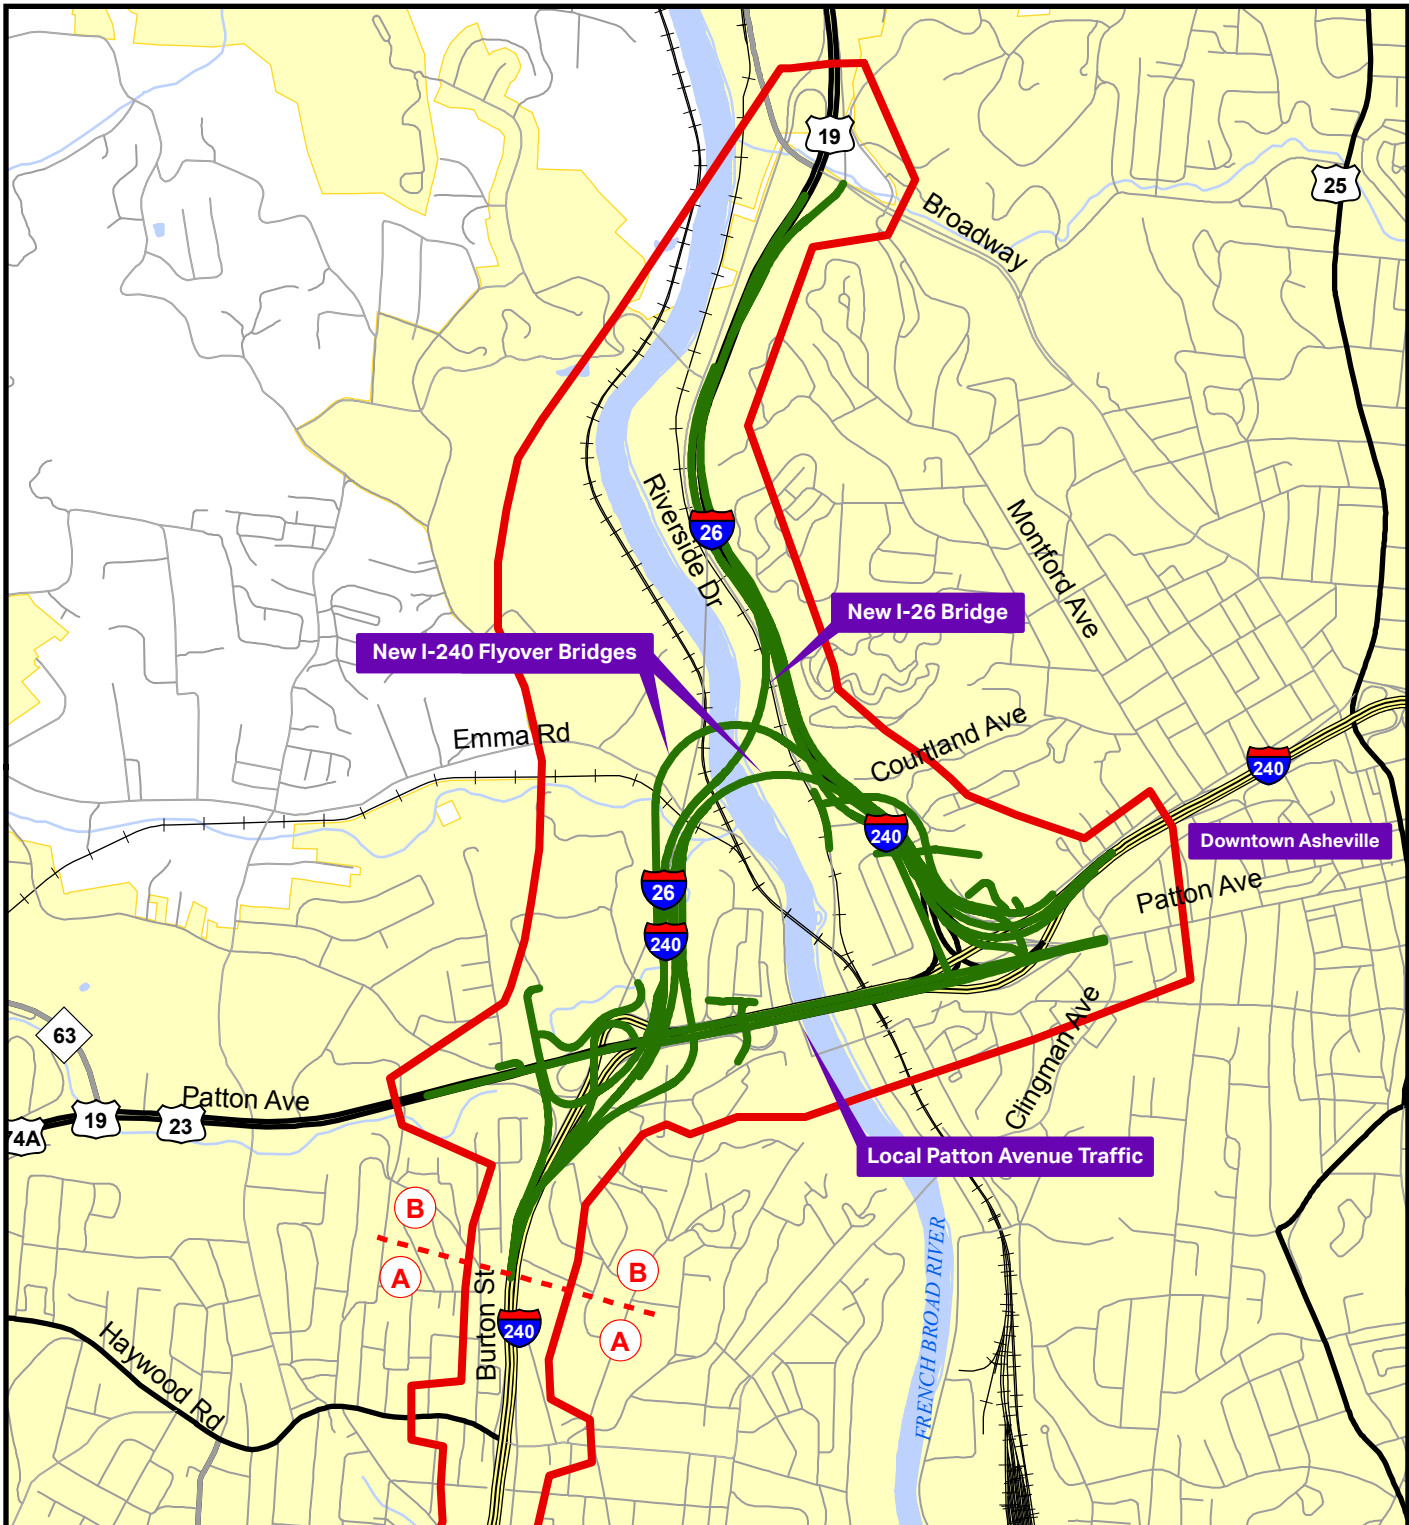 19
25
Broadway
Riverside Dr
26
Montford Ave
New I-26 Bridge
New I-240 Flyover Bridges
Emma Rd
Courtland Ave
240
240
Downtown Asheville
26
Patton Ave
240
63
Clingman Ave
Patton Ave
19
23
74A
Local Patton Avenue Traffic
B
A
B
A
Burton St
240
FRENCH BROAD RIVER
Haywood Rd